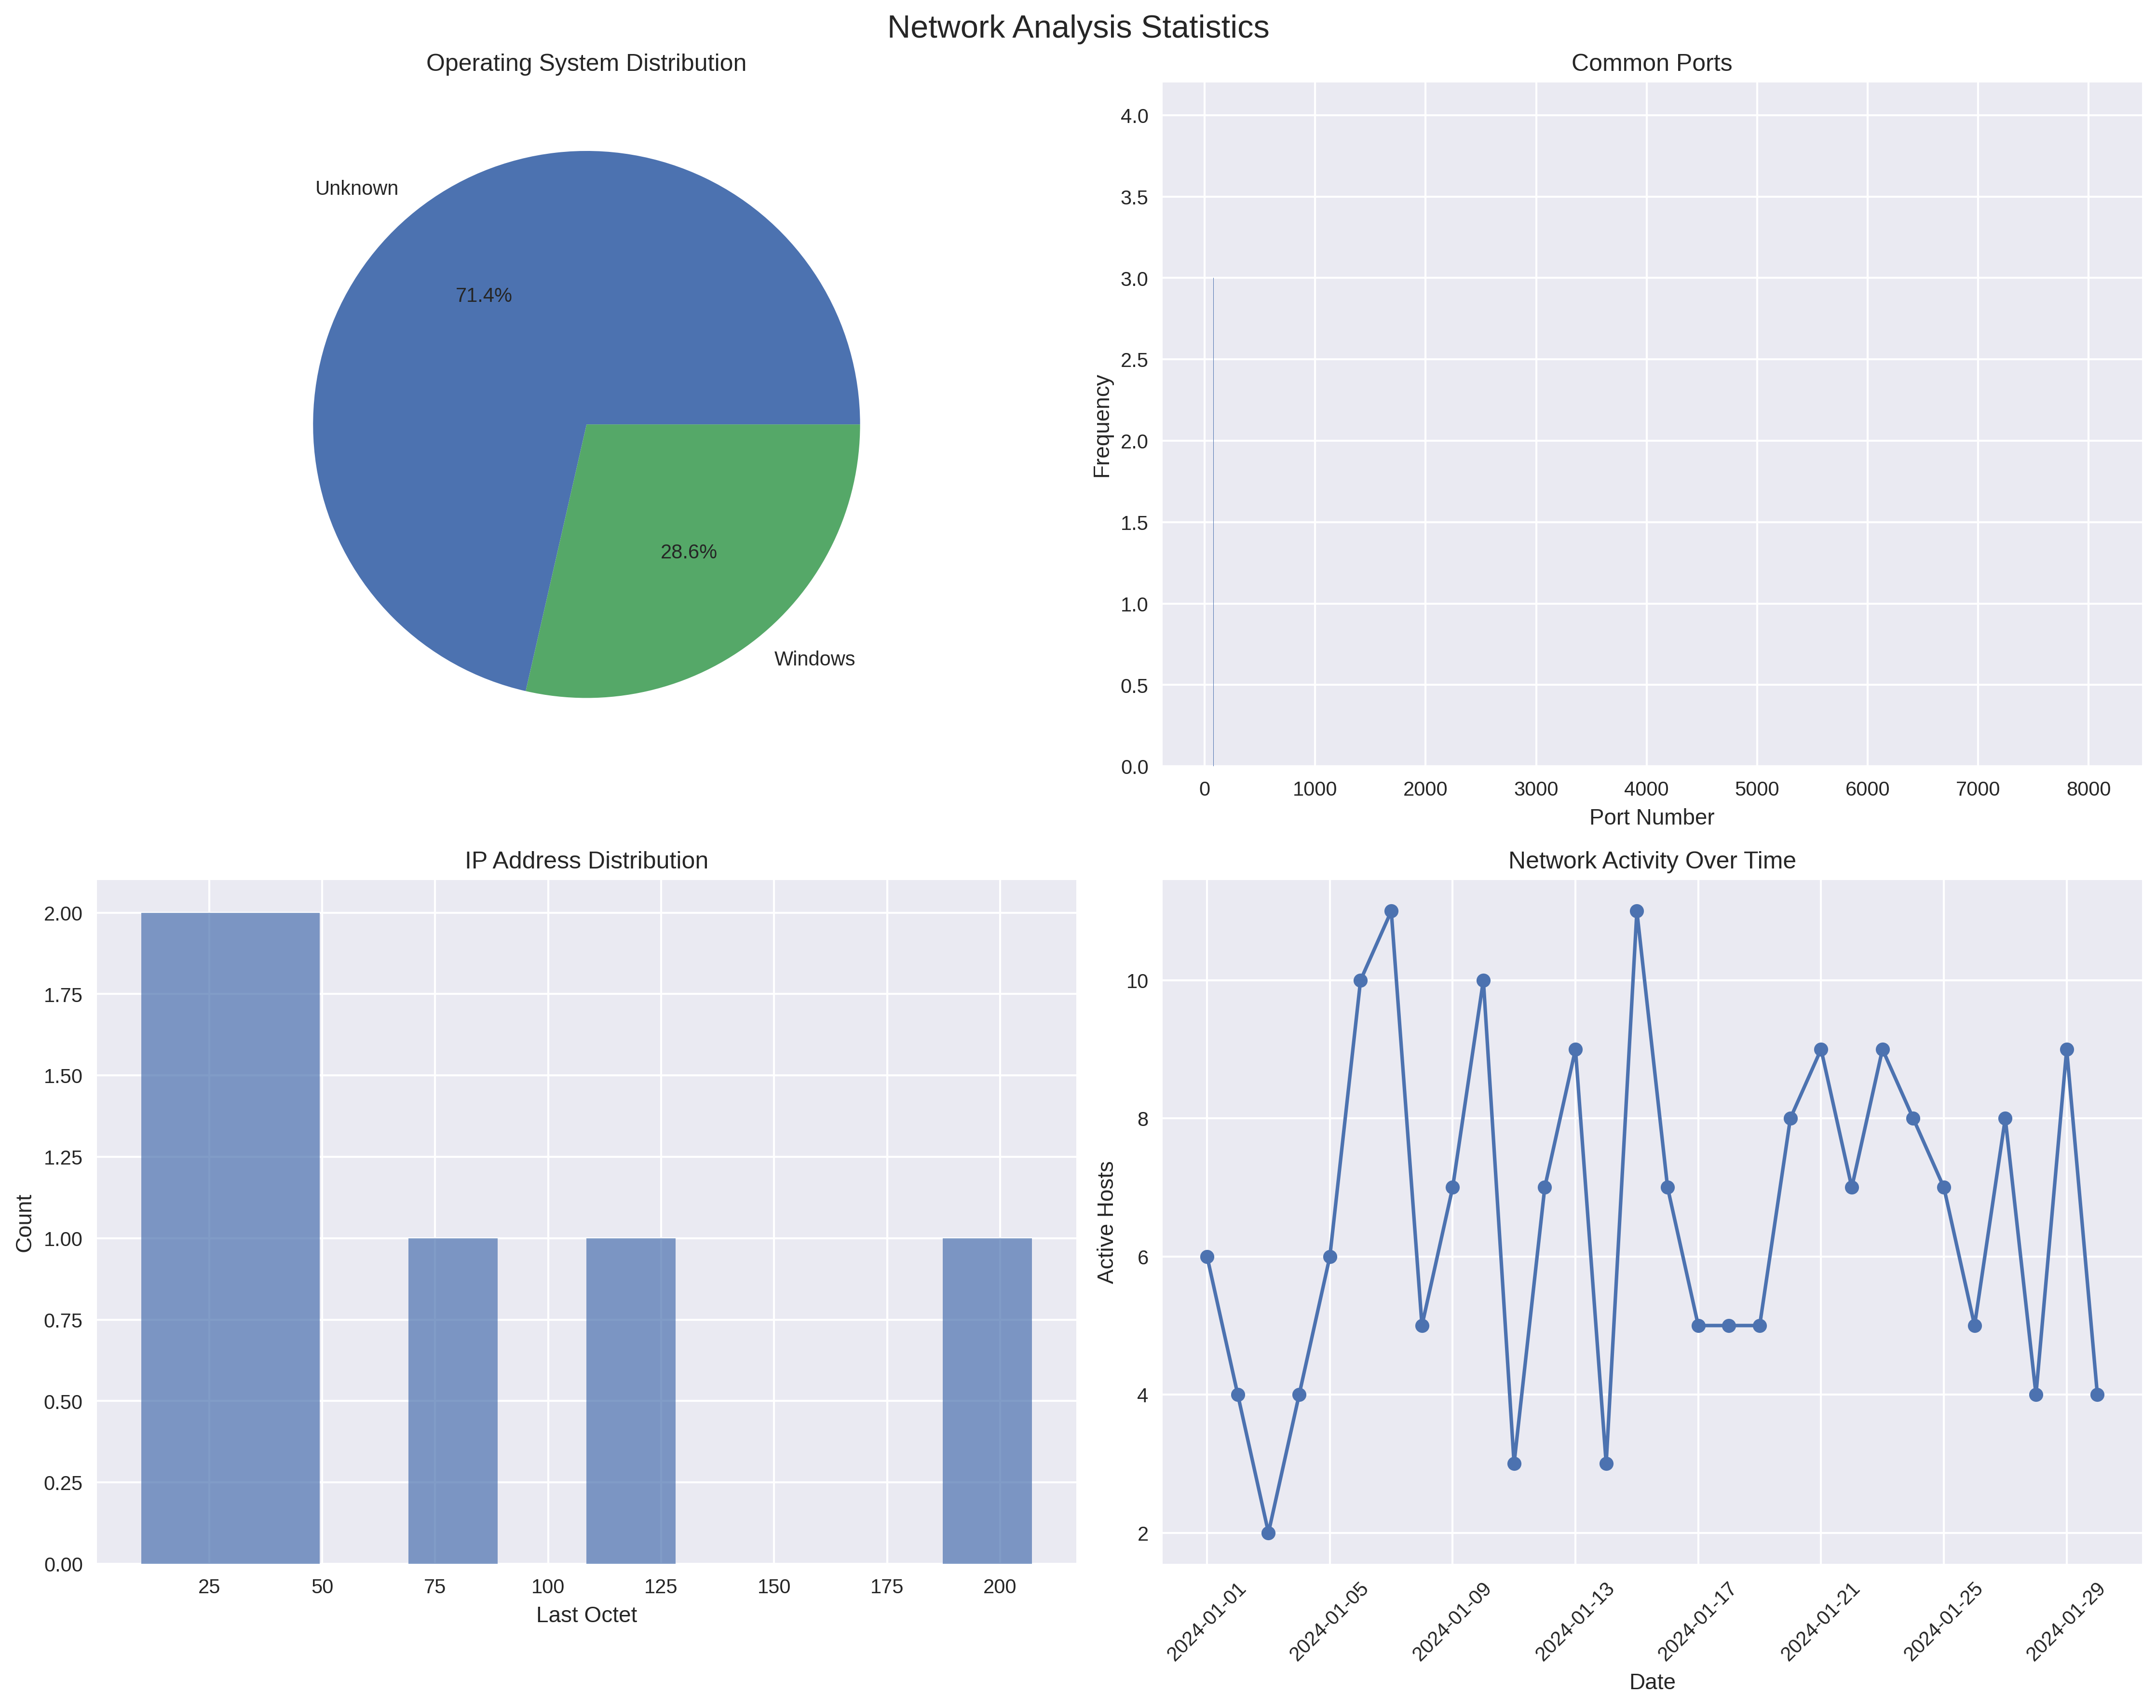 Network Analysis Statistics
Operating System Distribution
Unknown
71.4%
28.6%
Windows
Common Ports
4.0
3.5
3.0
2.5
2.0
1.5
1.0
0.5
0.0
Frequency
0 1000 2000 3000 4000 5000 6000 7000 8000
Port Number
IP Address Distribution
2.00
1.75
1.50
1.25
1.00
0.75
0.50
0.25
0.00
Count
25 50 75 100 125 150 175 200
Last Octet
Network Activity Over Time
10
8
6
4
2
Active Hosts
2024-01-01 2024-01-05 2024-01-09 2024-01-13 2024-01-17 2024-01-21 2024-01-25 2024-01-29
Date